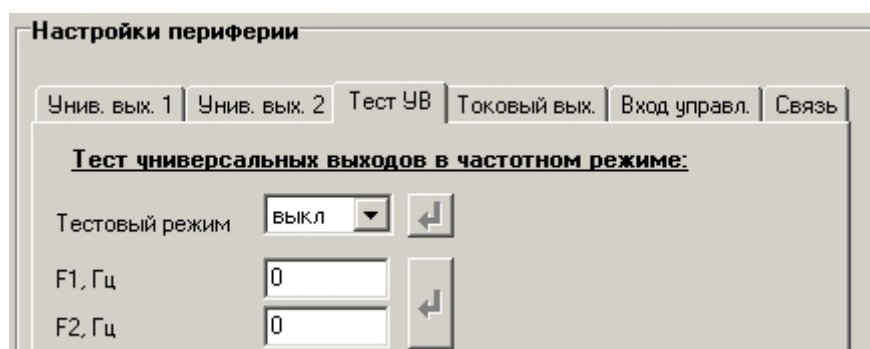 Настройки периферии
Унив. вых. 1 Унив. вых. 2 Тест УВ Токовый вых. Вход управл. Связь
Тест универсальных выходов в частотном режиме:
Тестовый режим выкл
F1, Гц 0
F2, Гц 0